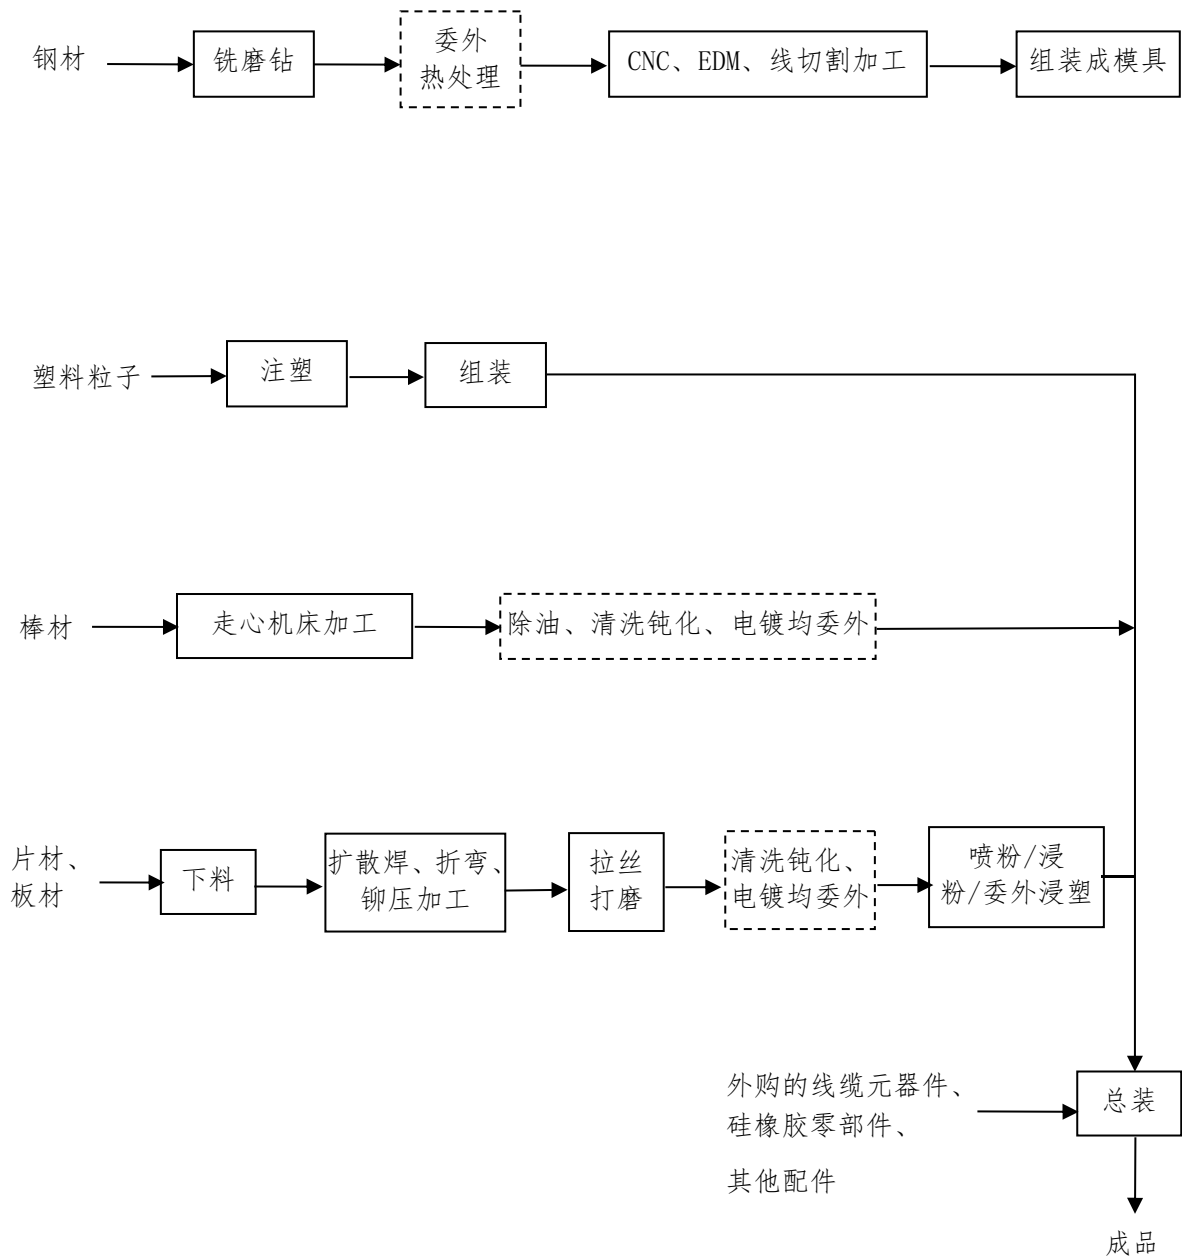 钢材
铣磨钻
委外
热处理
CNC、EDM、线切割加工
组装成模具
塑料粒子
注塑
组装
棒材
走心机床加工
除油、清洗钝化、电镀均委外
片材、
板材
下料
扩散焊、折弯、
铆压加工
拉丝
打磨
清洗钝化、
电镀均委外
喷粉/浸
粉/委外浸塑
外购的线缆元器件、
硅橡胶零部件、
其他配件
总装
成品